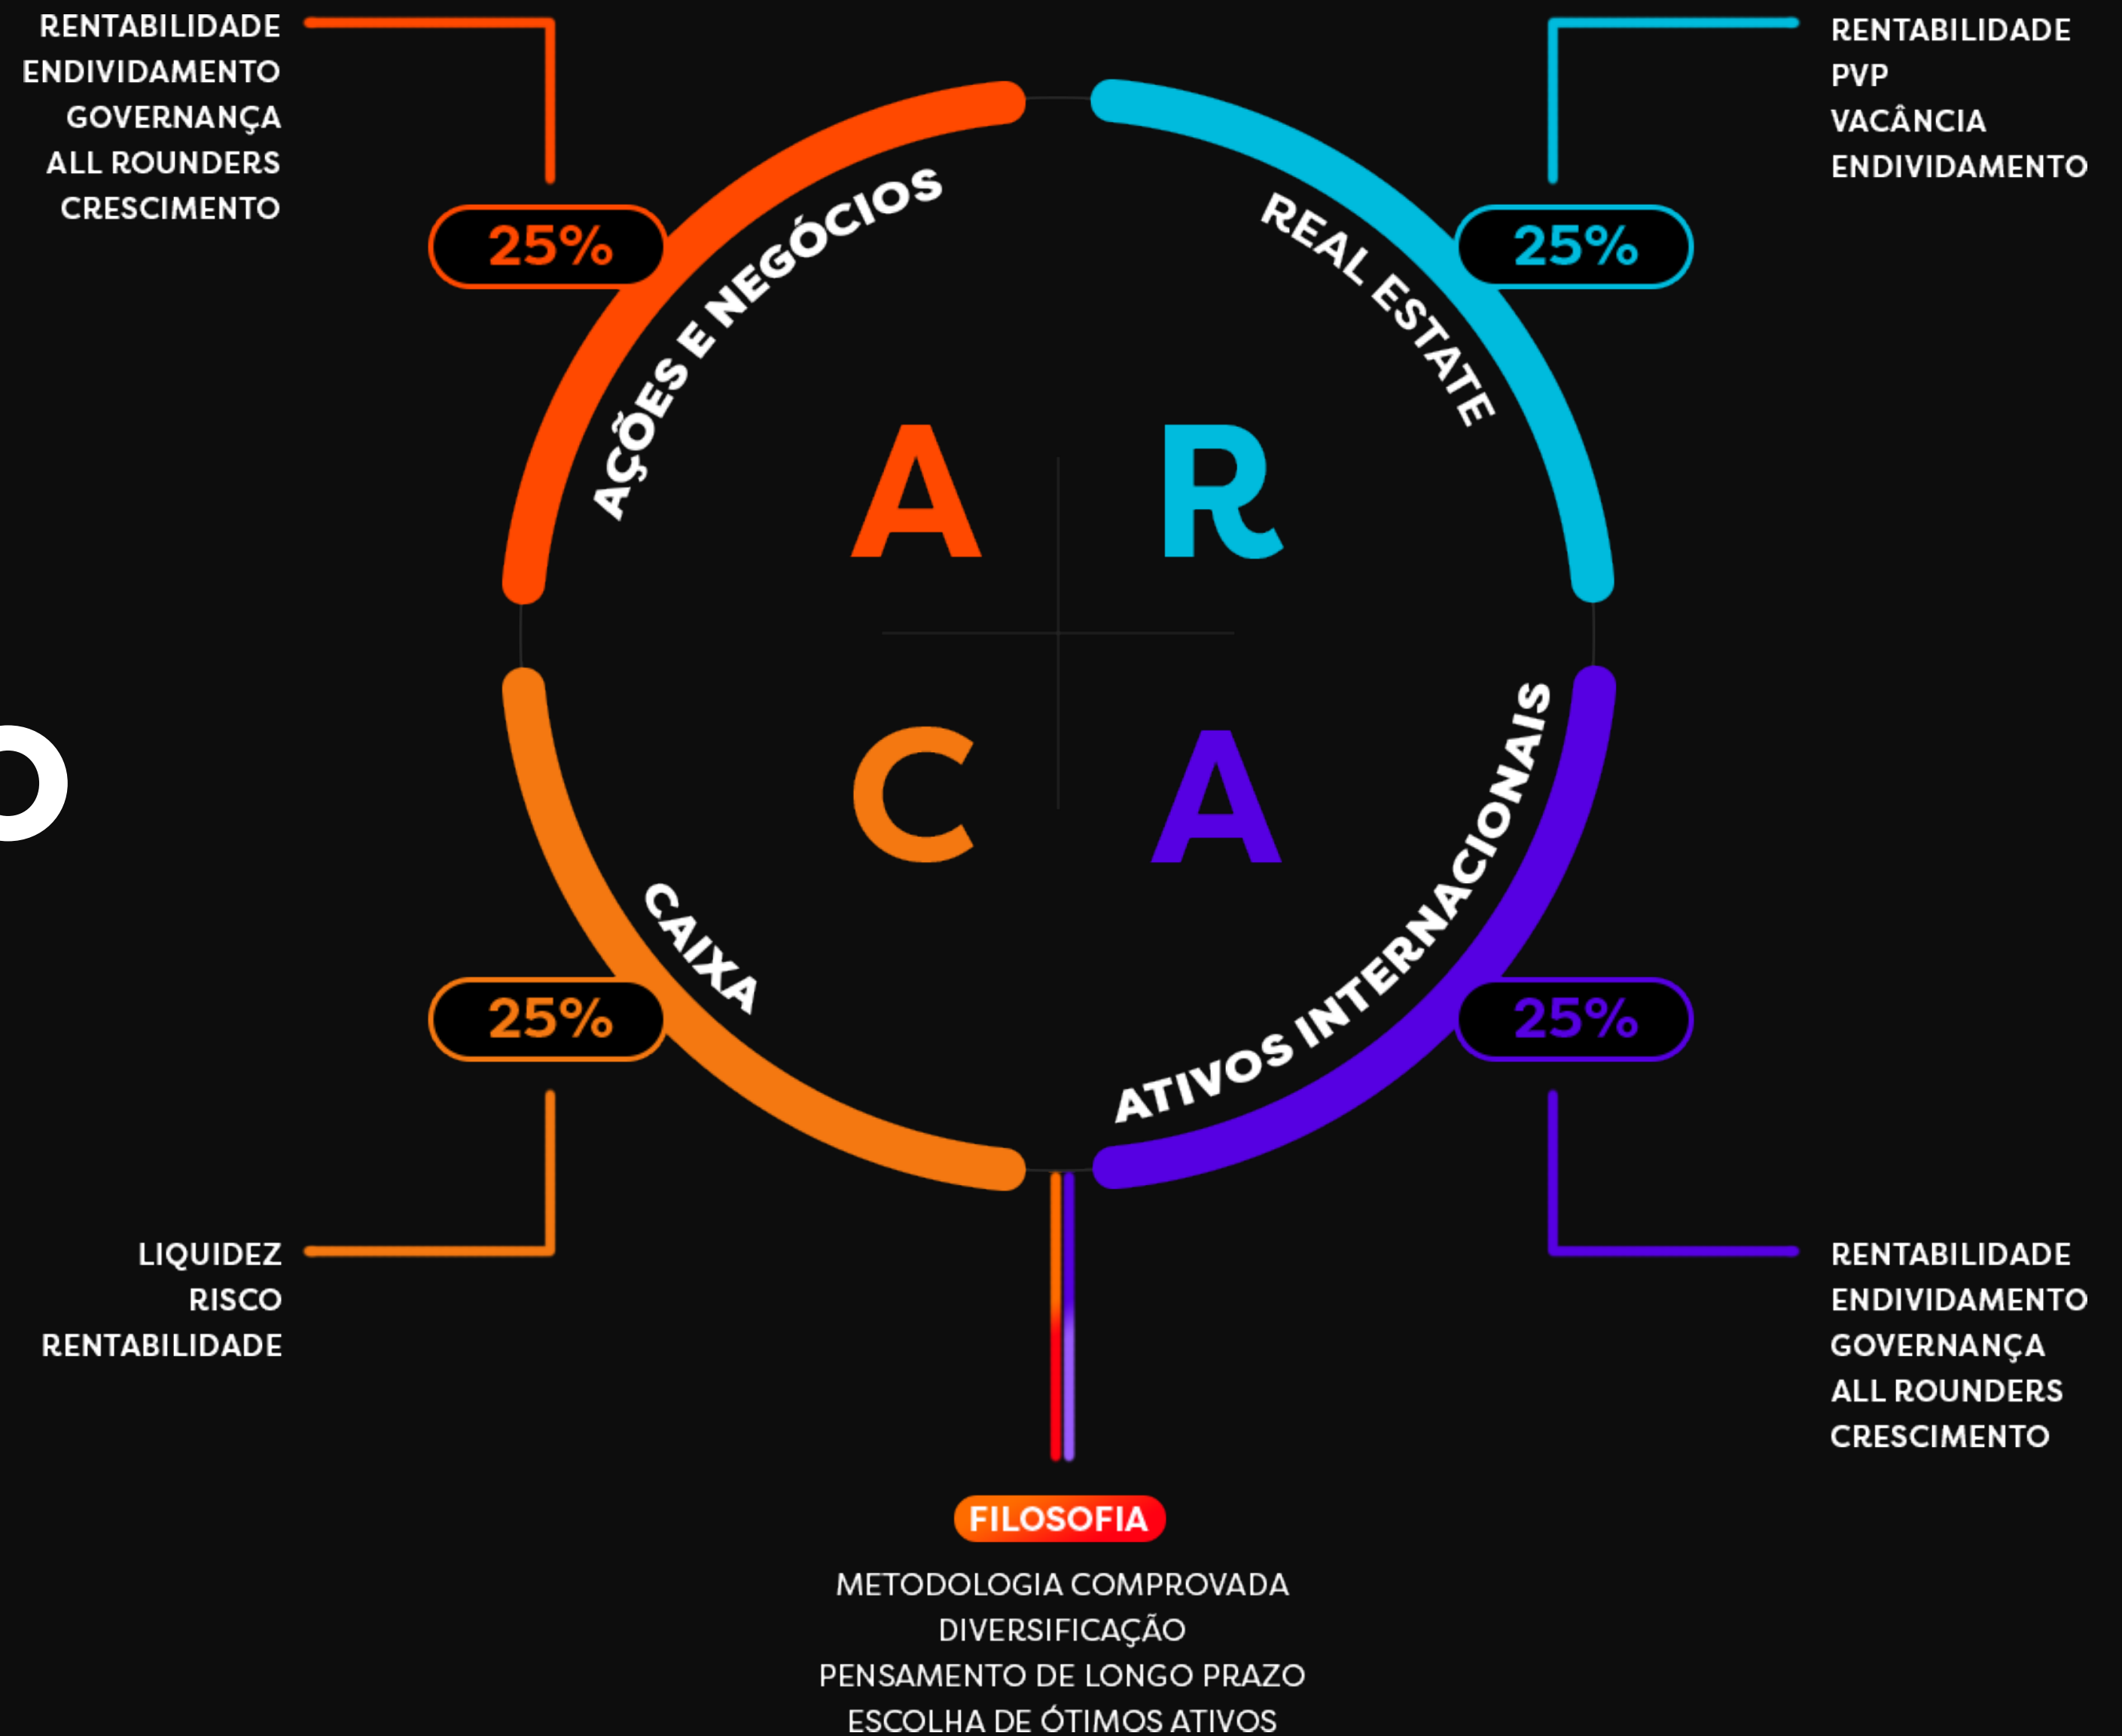 RENTABILIDADE
ENDIVIDAMENTO
GOVERNANÇA
ALL ROUNDERS
CRESCIMENTO
25%
AÇÕES E NEGÓCIOS
RENTABILIDADE
PVP
VACÂNCIA
ENDIVIDAMENTO
25%
REAL ESTATE
A R
C A
CAIXA
25%
LIQUIDEZ
RISCO
RENTABILIDADE
ATIVOS INTERNACIONAIS
25%
RENTABILIDADE
ENDIVIDAMENTO
GOVERNANÇA
ALL ROUNDERS
CRESCIMENTO
FILOSOFIA
METODOLOGIA COMPROVADA
DIVERSIFICAÇÃO
PENSAMENTO DE LONGO PRAZO
ESCOLHA DE ÓTIMOS ATIVOS